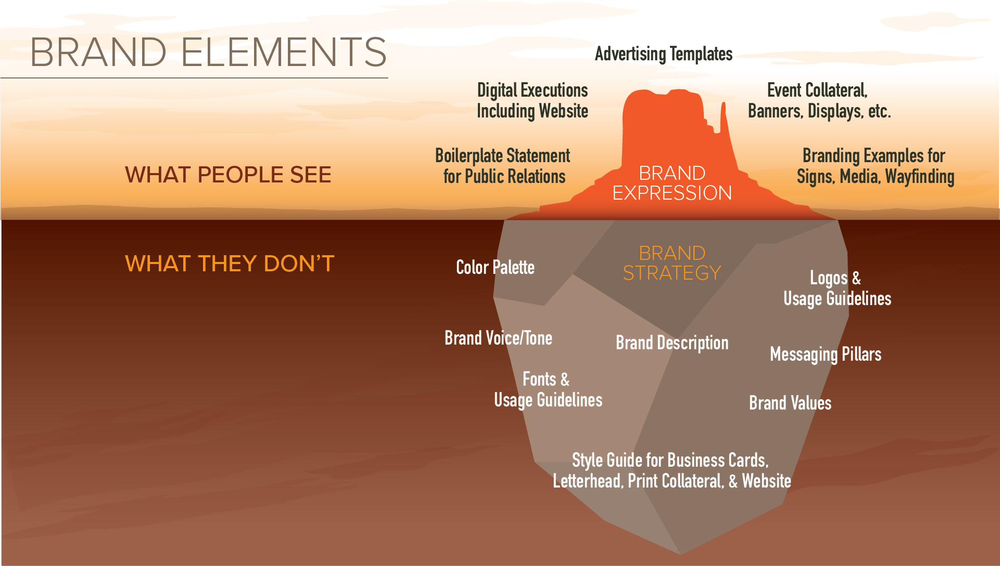 BRAND ELEMENTS
Advertising Templates
Digital Executions
Including Website
Event Collateral,
Banners, Displays, etc.
WHAT PEOPLE SEE
Boilerplate Statement
for Public Relations
BRAND
EXPRESSION
Branding Examples for
Signs, Media, Wayfinding
WHAT THEY DON'T
BRAND
STRATEGY
Color Palette
Logos &
Usage Guidelines
Brand Voice/Tone
Brand Description
Messaging Pillars
Fonts &
Usage Guidelines
Brand Values
Style Guide for Business Cards,
Letterhead, Print Collateral, & Website